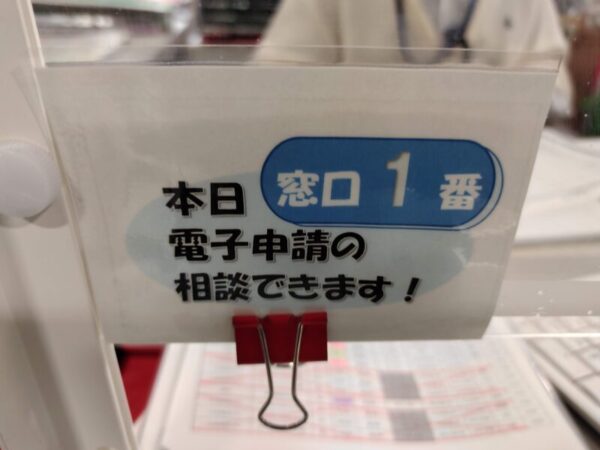 本日 窓口 1 番
電子申請の
相談できます！